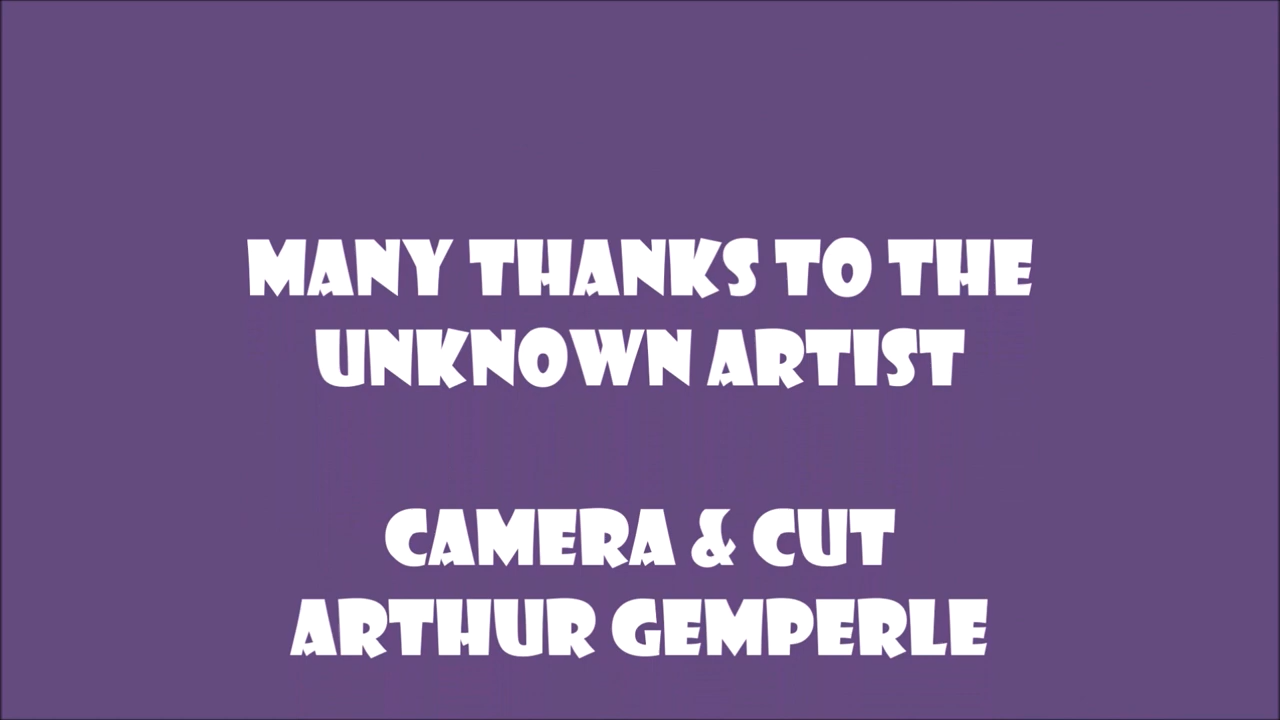 MANY THANKS TO THE
UNKNOWN ARTIST
CAMERA & CUT
ARTHUR GEMPERLE